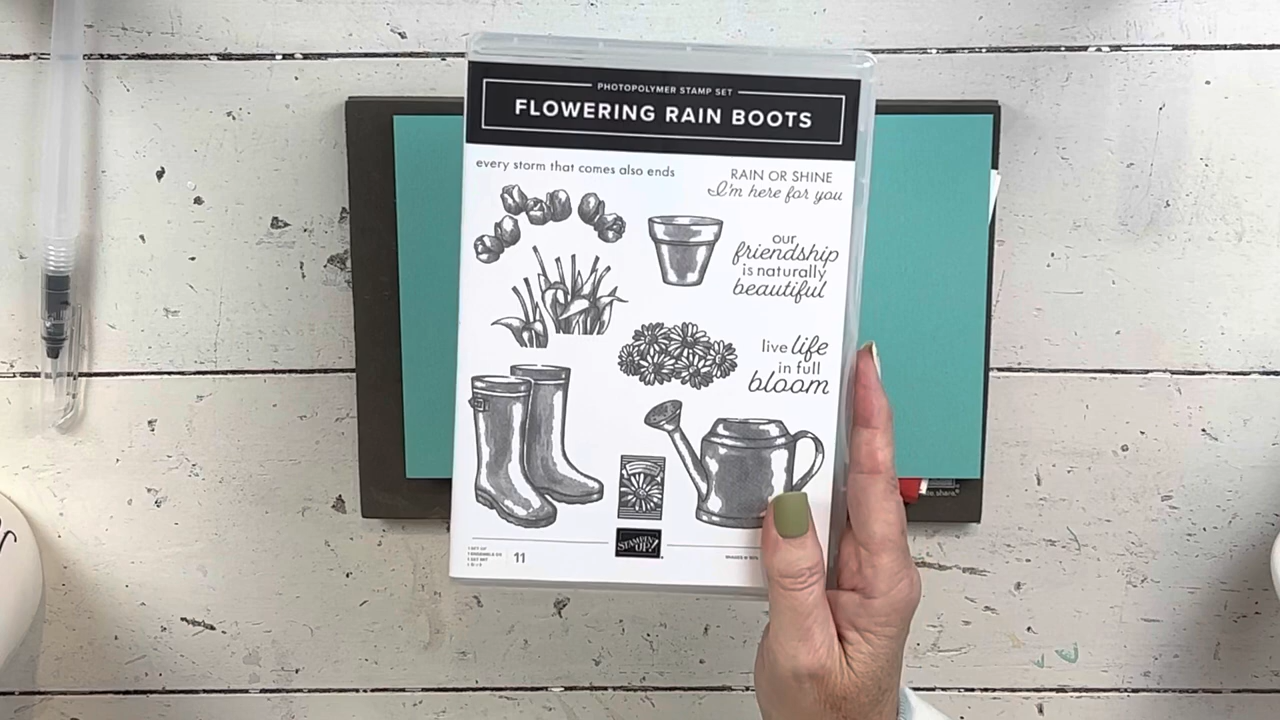 PHOTOPOLYMER STAMP SET
FLOWERING RAIN BOOTS
every storm that comes also ends
RAIN OR SHINE
I'm here for you
our
friendship
is naturally
beautiful
live life
in full
bloom
STAMPIN' UP!
11
IMAGES @